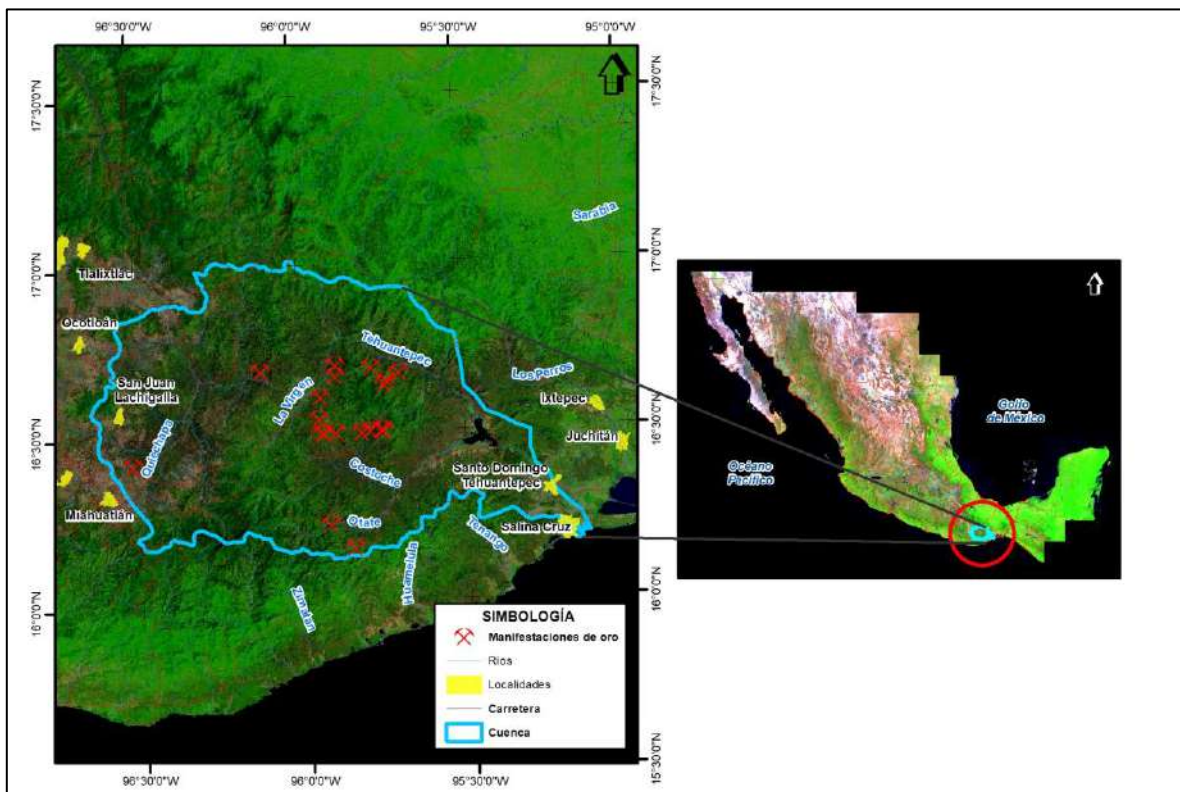 96°30'0"W
96°0'0"W
95°30'0"W
95°0'0"W
17°30'0"N
17°30'0"N
Sarabia
17°0'0"N
17°0'0"N
Tlalixtlac
Ocotloán
Tehuantepec
Los Perros
San Juan
Lachigalla
La Virgen
Ixtepec
16°30'0"N
16°30'0"N
Juchitán
Quiechapa
Costoche
Santo Domingo
Tehuantepec
Miahuatlán
Otate
Tenango
Salina Cruz
Huamelula
Zimatán
16°0'0"N
16°0'0"N
SIMBOLOGÍA
Manifestaciones de oro
Ríos
Localidades
Carretera
Cuenca
15°30'0"N
96°30'0"W
96°0'0"W
95°30'0"W
Golfo
de México
Océano
Pacífico